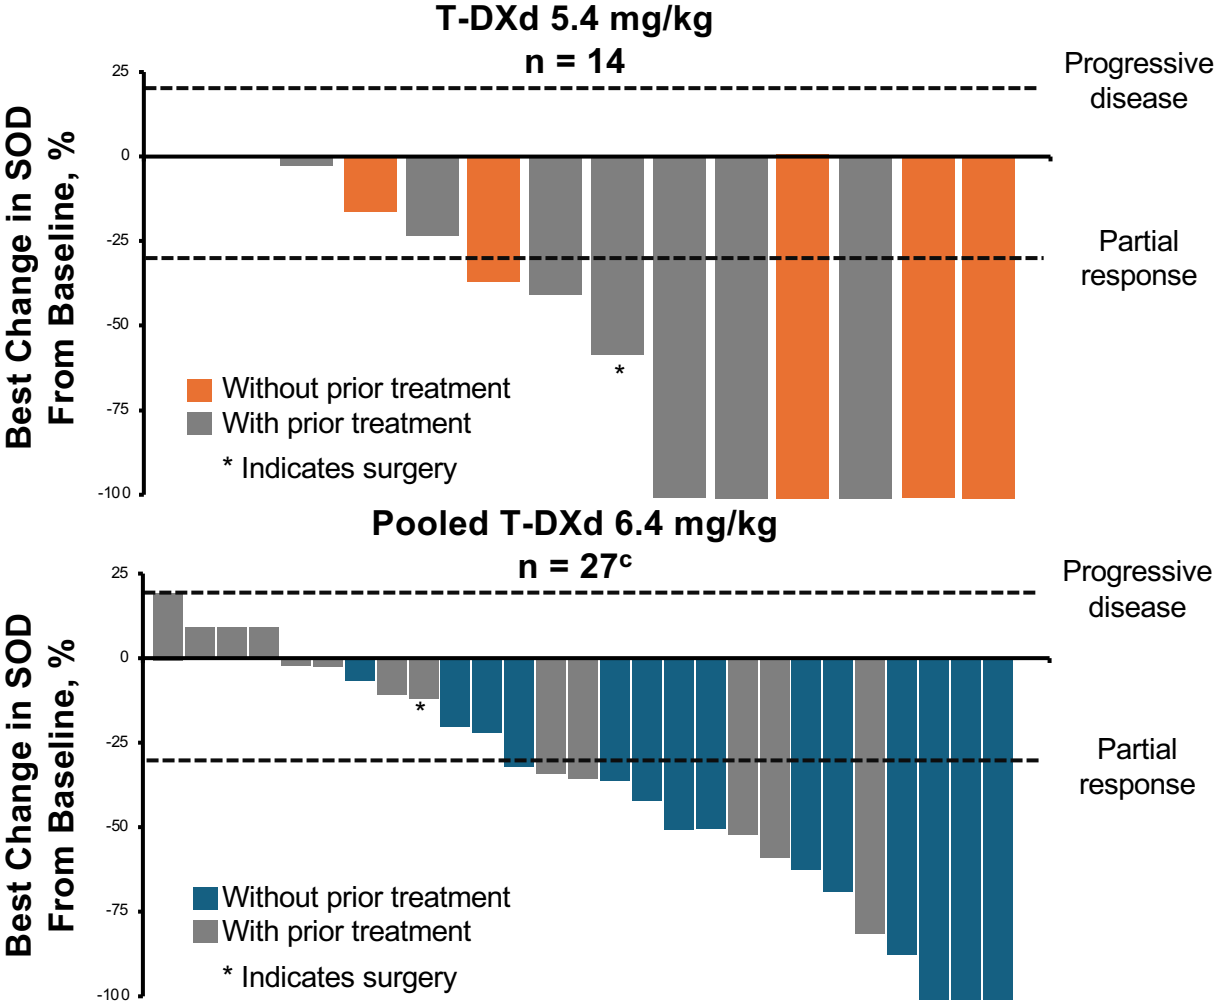 T-DXd 5.4 mg/kg
n = 14
Best Change in SOD
From Baseline, %
25
0
-25
-50
-75
-100
Progressive
disease
Partial
response
Without prior treatment
With prior treatment
*
* Indicates surgery
Pooled T-DXd 6.4 mg/kg
n = 27ᶜ
Best Change in SOD
From Baseline, %
25
0
-25
-50
-75
-100
Progressive
disease
Partial
response
*
Without prior treatment
With prior treatment
* Indicates surgery